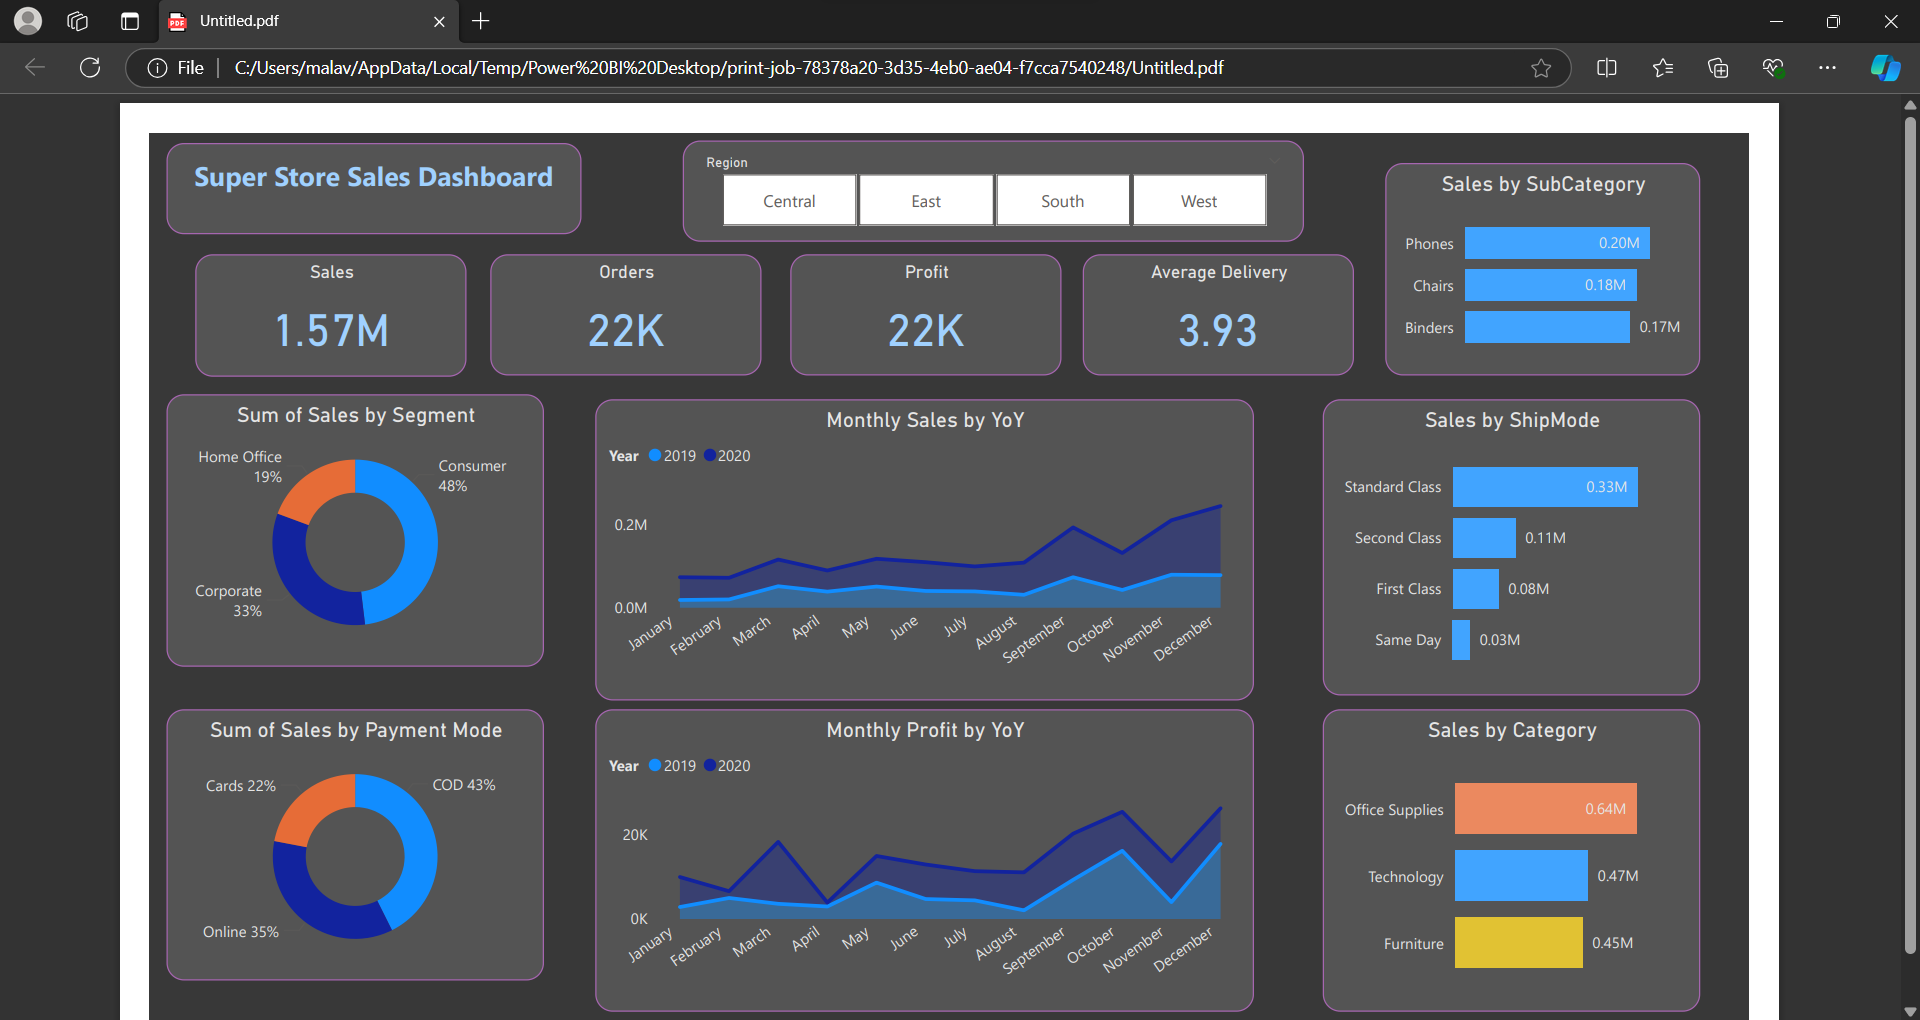 Untitled.pdf
File
C:/Users/malav/AppData/Local/Temp/Power%20BI%20Desktop/print-job-78378a20-3d35-4eb0-ae04-f7cca7540248/Untitled.pdf
Super Store Sales Dashboard
Region
Central
East
South
West
Sales
1.57M
Orders
22K
Profit
22K
Average Delivery
3.93
Sales by SubCategory
Phones 0.20M
Chairs 0.18M
Binders 0.17M
Sum of Sales by Segment
Home Office
19%
Consumer
48%
Corporate
33%
Monthly Sales by YoY
Year 2019 2020
0.2M
0.0M
January
February
March
April
May
June
July
August
September
October
November
December
Sales by ShipMode
Standard Class 0.33M
Second Class 0.11M
First Class 0.08M
Same Day 0.03M
Sum of Sales by Payment Mode
Cards 22%
COD 43%
Online 35%
Monthly Profit by YoY
Year 2019 2020
20K
0K
January
February
March
April
May
June
July
August
September
October
November
December
Sales by Category
Office Supplies 0.64M
Technology 0.47M
Furniture 0.45M